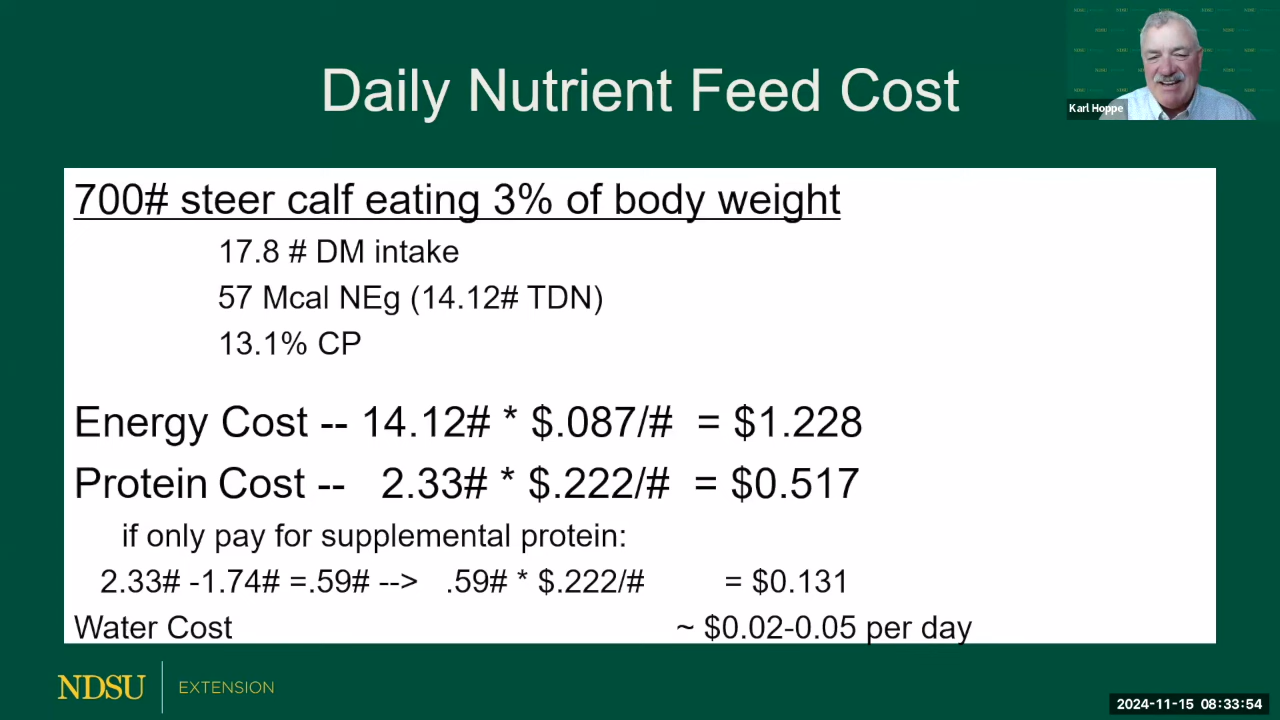 Daily Nutrient Feed Cost
Karl Hoppe
700# steer calf eating 3% of body weight
17.8 # DM intake
57 Mcal NEg (14.12# TDN)
13.1% CP
Energy Cost -- 14.12# * $.087/# = $1.228
Protein Cost -- 2.33# * $.222/# = $0.517
if only pay for supplemental protein:
2.33# -1.74# =.59# --> .59# * $.222/# = $0.131
Water Cost ~ $0.02-0.05 per day
NDSU EXTENSION
2024-11-15 08:33:54